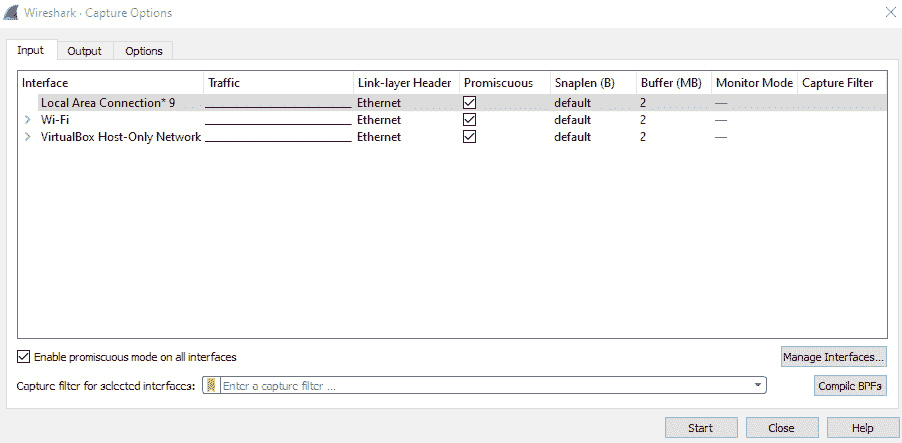 Wireshark · Capture Options
Input Output Options
Interface Traffic Link-layer Header Promiscuous Snaplen (B) Buffer (MB) Monitor Mode Capture Filter
Local Area Connection* 9 Ethernet default 2 —
Wi-Fi Ethernet default 2 —
VirtualBox Host-Only Network Ethernet default 2 —
Enable promiscuous mode on all interfaces
Manage Interfaces...
Capture filter for selected interfaces: Enter a capture filter ...
Compile BPFs
Start Close Help